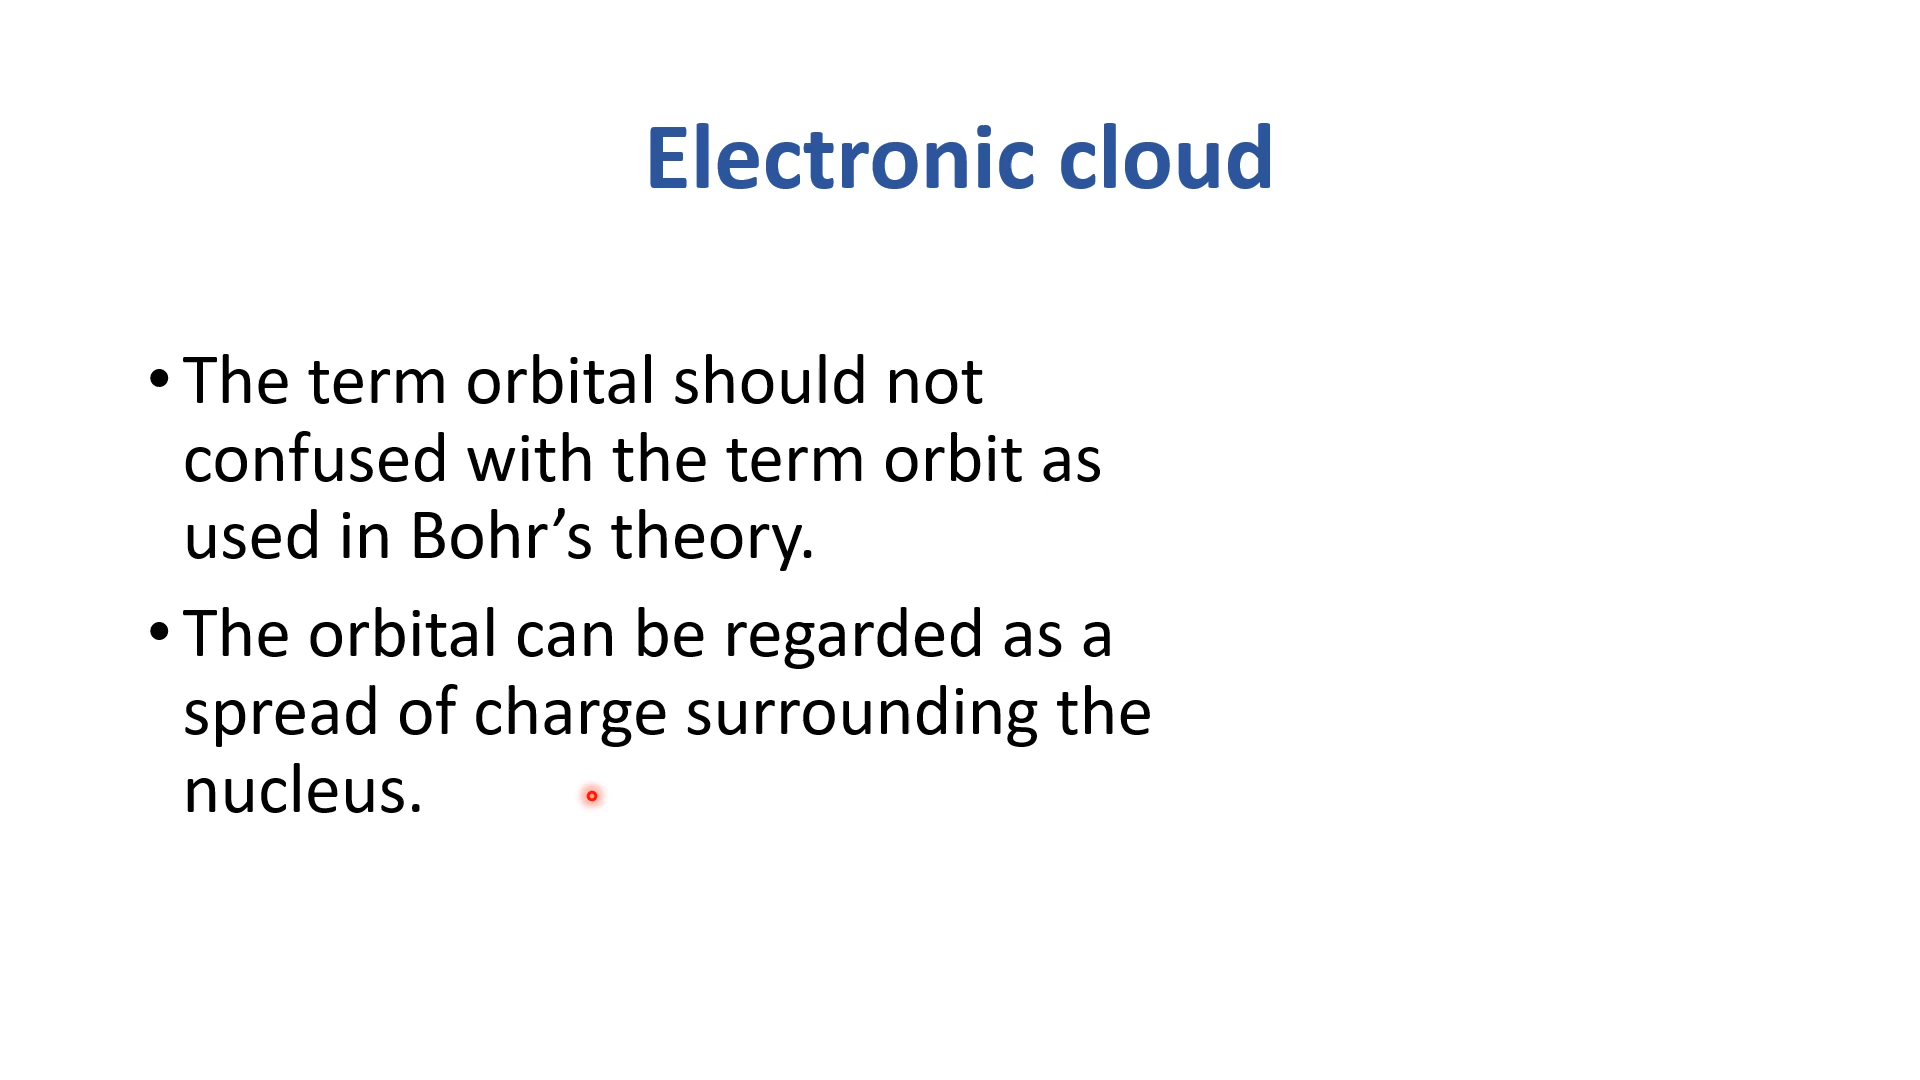 Electronic cloud
• The term orbital should not
confused with the term orbit as
used in Bohr’s theory.
• The orbital can be regarded as a
spread of charge surrounding the
nucleus.